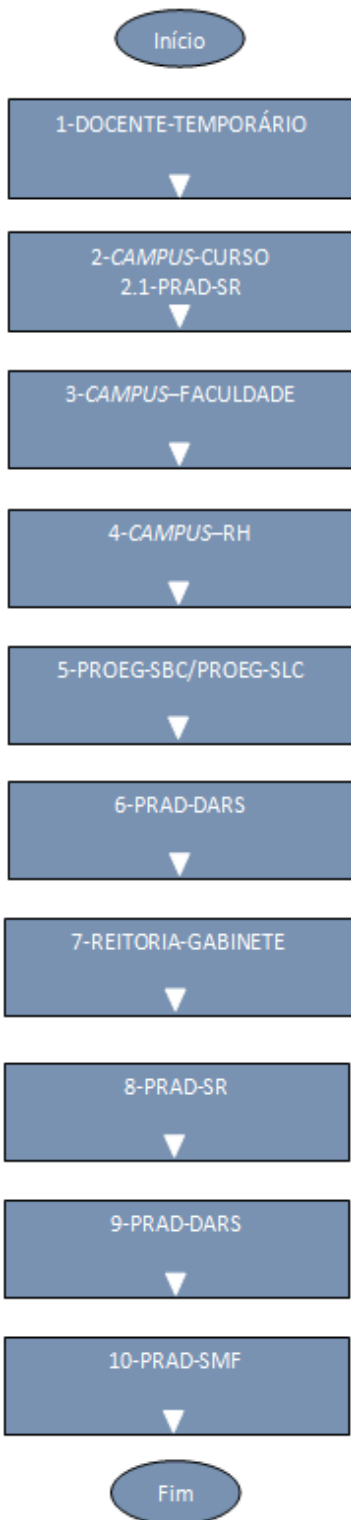 Início
1-DOCENTE-TEMPORÁRIO
2-CAMPUS-CURSO
2.1-PRAD-SR
3-CAMPUS–FACULDADE
4-CAMPUS–RH
5-PROEG-SBC/PROEG-SLC
6-PRAD-DARS
7-REITORIA-GABINETE
8-PRAD-SR
9-PRAD-DARS
10-PRAD-SMF
Fim